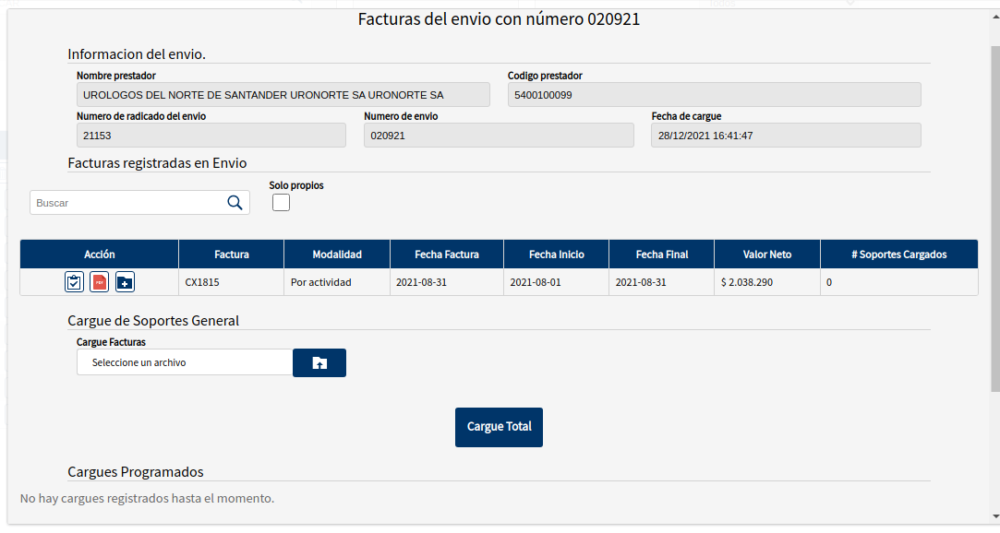 Facturas del envio con número 020921
Informacion del envio.
Nombre prestador Codigo prestador
UROLOGOS DEL NORTE DE SANTANDER URONORTE SA URONORTE SA 5400100099
Numero de radicado del envio Numero de envio Fecha de cargue
21153 020921 28/12/2021 16:41:47
Facturas registradas en Envio
Solo propios
Buscar
Acción Factura Modalidad Fecha Factura Fecha Inicio Fecha Final Valor Neto # Soportes Cargados
PDF CX1815 Por actividad 2021-08-31 2021-08-01 2021-08-31 $ 2.038.290 0
Cargue de Soportes General
Cargue Facturas
Seleccione un archivo
Cargue Total
Cargues Programados
No hay cargues registrados hasta el momento.